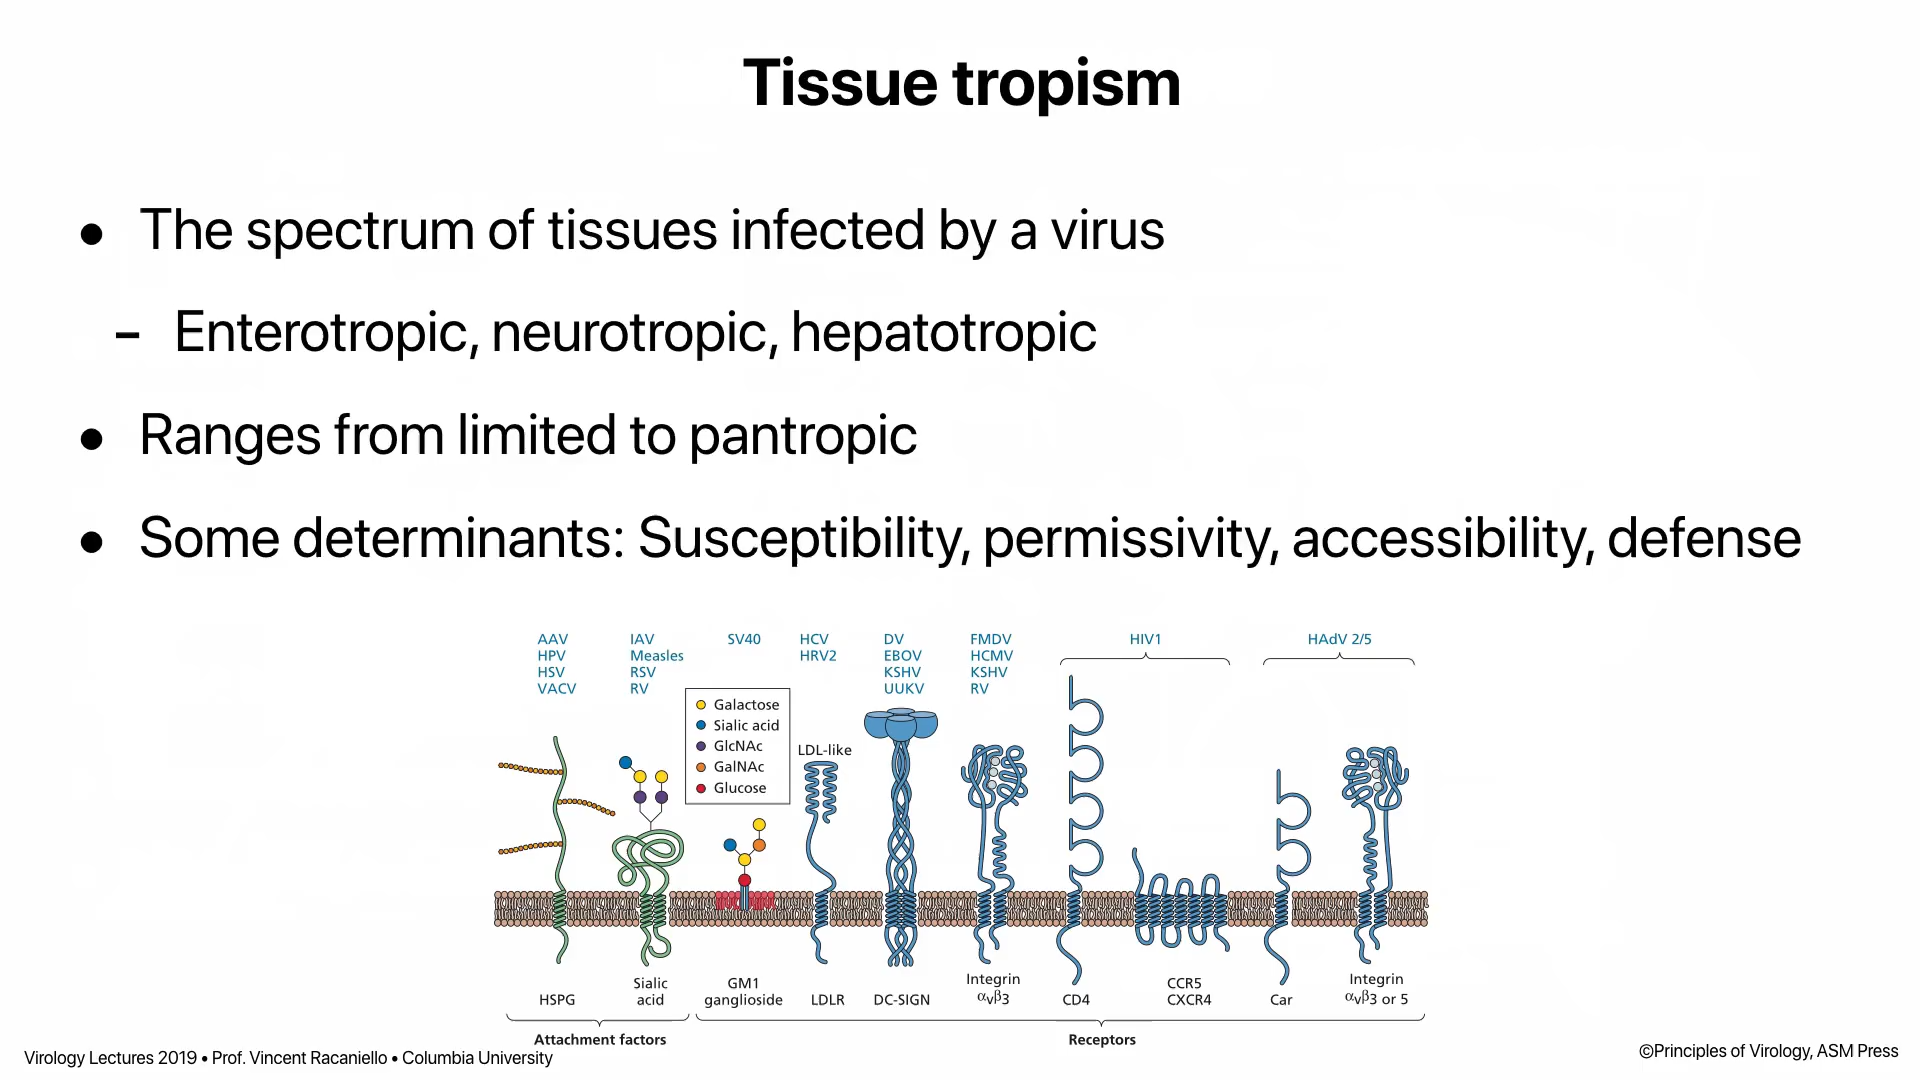 Tissue tropism
• The spectrum of tissues infected by a virus
– Enterotropic, neurotropic, hepatotropic
• Ranges from limited to pantropic
• Some determinants: Susceptibility, permissivity, accessibility, defense
AAV
HPV
HSV
VACV
IAV
Measles
RSV
RV
SV40
HCV
HRV2
DV
EBOV
KSHV
UUKV
FMDV
HCMV
KSHV
RV
HIV1
HAdV 2/5
Galactose
Sialic acid
GlcNAc
GalNAc
Glucose
LDL-like
HSPG
Sialic
acid
GM1
ganglioside
LDLR
DC-SIGN
Integrin
αvβ3
CD4
CCR5
CXCR4
Car
Integrin
αvβ3 or 5
Attachment factors
Receptors
Virology Lectures 2019 • Prof. Vincent Racaniello • Columbia University
©Principles of Virology, ASM Press